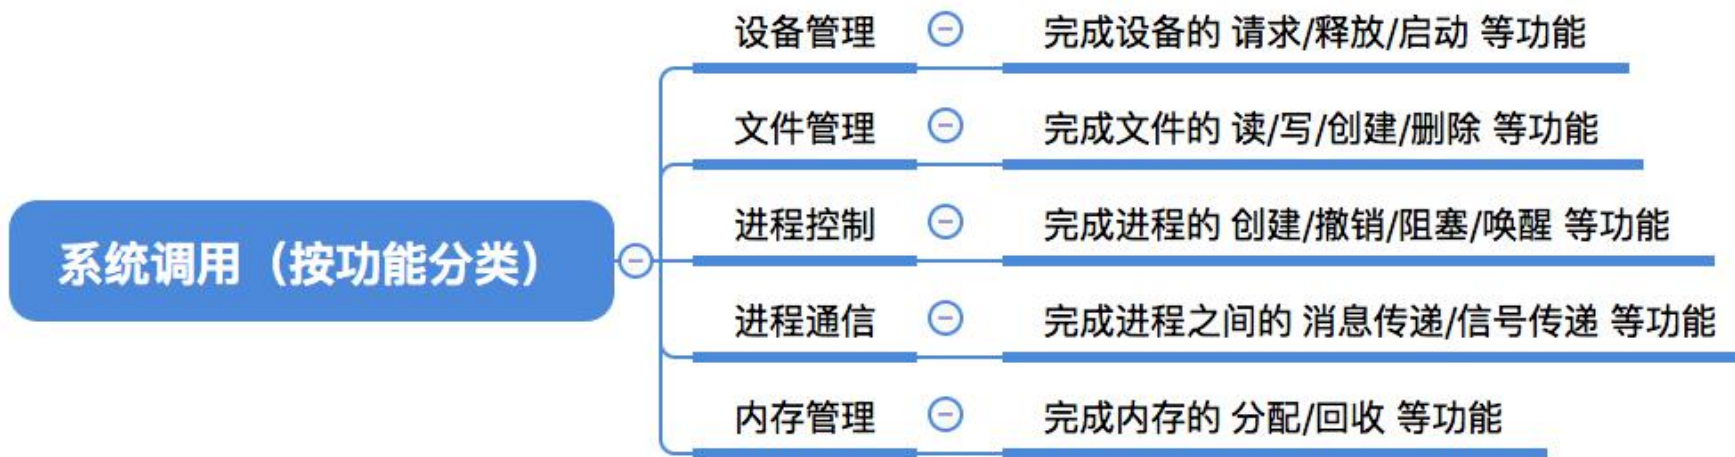 设备管理 完成设备的 请求/释放/启动 等功能
文件管理 完成文件的 读/写/创建/删除 等功能
进程控制 完成进程的 创建/撤销/阻塞/唤醒 等功能
系统调用（按功能分类）
进程通信 完成进程之间的 消息传递/信号传递 等功能
内存管理 完成内存的 分配/回收 等功能